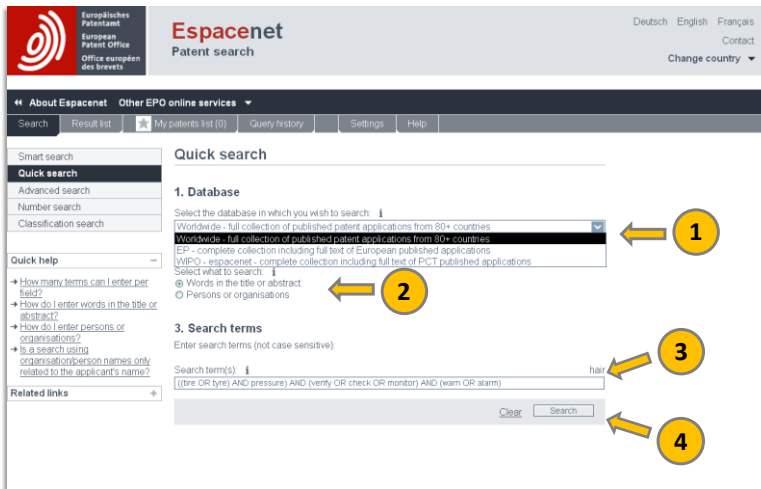 Europäisches
Patentamt
European
Patent Office
Office européen
des brevets
Espacenet
Patent search
Deutsch English Français
Contact
Change country
About Espacenet Other EPO online services
Search Result list My patents list (0) Query history Settings Help
Smart search
Quick search
Advanced search
Number search
Classification search
Quick help −
How many terms can I enter per
field?
How do I enter words in the title or
abstract?
How do I enter persons or
organisations?
Is a search using
organisation/person names only
related to the applicant's name?
Related links +
Quick search
1. Database
Select the database in which you wish to search: i
Worldwide - full collection of published patent applications from 80+ countries
Worldwide - full collection of published patent applications from 80+ countries
EP - complete collection including full text of European published applications
WIPO - espacenet - complete collection including full text of PCT published applications
Select what to search: i
Words in the title or abstract
Persons or organisations
3. Search terms
Enter search terms (not case sensitive):
Search term(s): i hair
((tire OR tyre) AND pressure) AND (verify OR check OR monitor) AND (warn OR alarm)
Clear Search
1
2
3
4